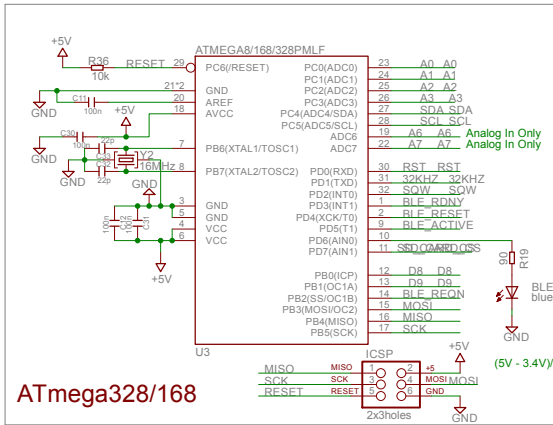 ATMEGA8/168/328PMLF
+5V
R36
10k
RESET
29
PC6(/RESET)
PC0(ADC0)
23
A0
A0
PC1(ADC1)
24
A1
A1
21*2
GND
PC2(ADC2)
25
A2
A2
C11
100n
20
AREF
PC3(ADC3)
26
A3
A3
GND
+5V
18
AVCC
PC4(ADC4/SDA)
27
SDA
SDA
PC5(ADC5/SCL)
28
SCL
SCL
C30
100n
ADC6
19
A6
A6
Analog In Only
GND
22p
7
PB6(XTAL1/TOSC1)
ADC7
22
A7
A7
Analog In Only
C33
Y2
16MHz
C32
GND
22p
8
PB7(XTAL2/TOSC2)
PD0(RXD)
30
RST
RST
PD1(TXD)
31
32KHZ
32KHZ
GND
PD2(INT0)
32
SQW
SQW
3
GND
PD3(INT1)
1
BLE_RDNY
5
GND
PD4(XCK/T0)
2
BLE_RESET
C31
100n
100n
4
VCC
PD5(T1)
9
BLE_ACTIVE
6
VCC
PD6(AIN0)
10
+5V
PD7(AIN1)
11
90
R19
PB0(ICP)
12
D8
D8
PB1(OC1A)
13
D9
D9
BLE
PB2(SS/OC1B)
14
BLE_REQN
blue
PB3(MOSI/OC2)
15
MOSI
PB4(MISO)
16
MISO
PB5(SCK)
17
SCK
GND
U3
ICSP
+5V
(5V - 3.4V)/
MISO
MISO
1
2
+5
SCK
SCK
3
4
MOSI
MOSI
RESET
RESET
5
6
GND
2x3holes
GND
ATmega328/168